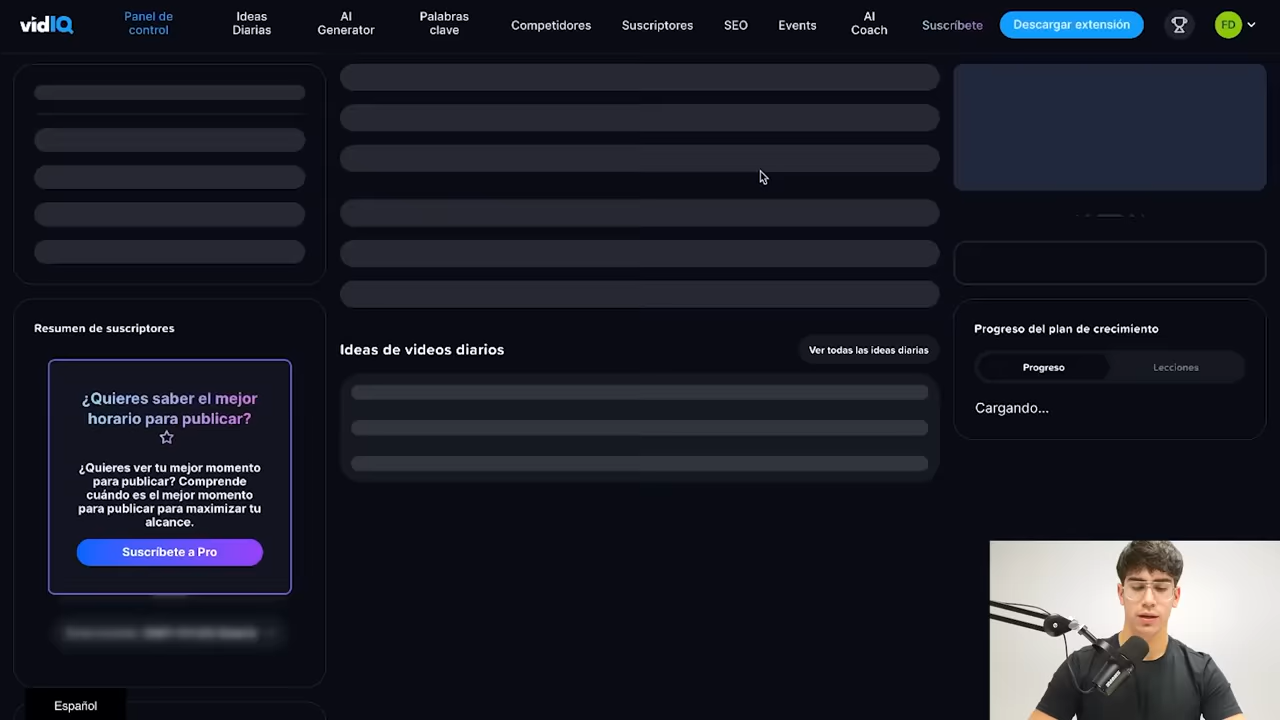 vidIQ
Panel de
control
Ideas
Diarias
AI
Generator
Palabras
clave
Competidores
Suscriptores
SEO
Events
AI
Coach
Suscríbete
Descargar extensión
FD
Resumen de suscriptores
¿Quieres saber el mejor
horario para publicar?
¿Quieres ver tu mejor momento
para publicar? Comprende
cuándo es el mejor momento
para publicar para maximizar tu
alcance.
Suscríbete a Pro
Español
Ideas de videos diarios
Ver todas las ideas diarias
Progreso del plan de crecimiento
Progreso
Lecciones
Cargando...